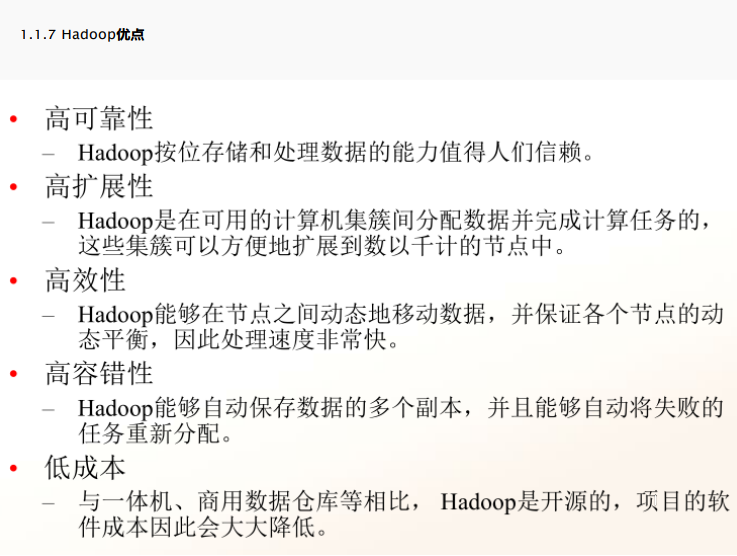 1.1.7 Hadoop优点
• 高可靠性
– Hadoop按位存储和处理数据的能力值得人们信赖。
• 高扩展性
– Hadoop是在可用的计算机集簇间分配数据并完成计算任务的，
这些集簇可以方便地扩展到数以千计的节点中。
• 高效性
– Hadoop能够在节点之间动态地移动数据，并保证各个节点的动
态平衡，因此处理速度非常快。
• 高容错性
– Hadoop能够自动保存数据的多个副本，并且能够自动将失败的
任务重新分配。
• 低成本
– 与一体机、商用数据仓库等相比， Hadoop是开源的，项目的软
件成本因此会大大降低。